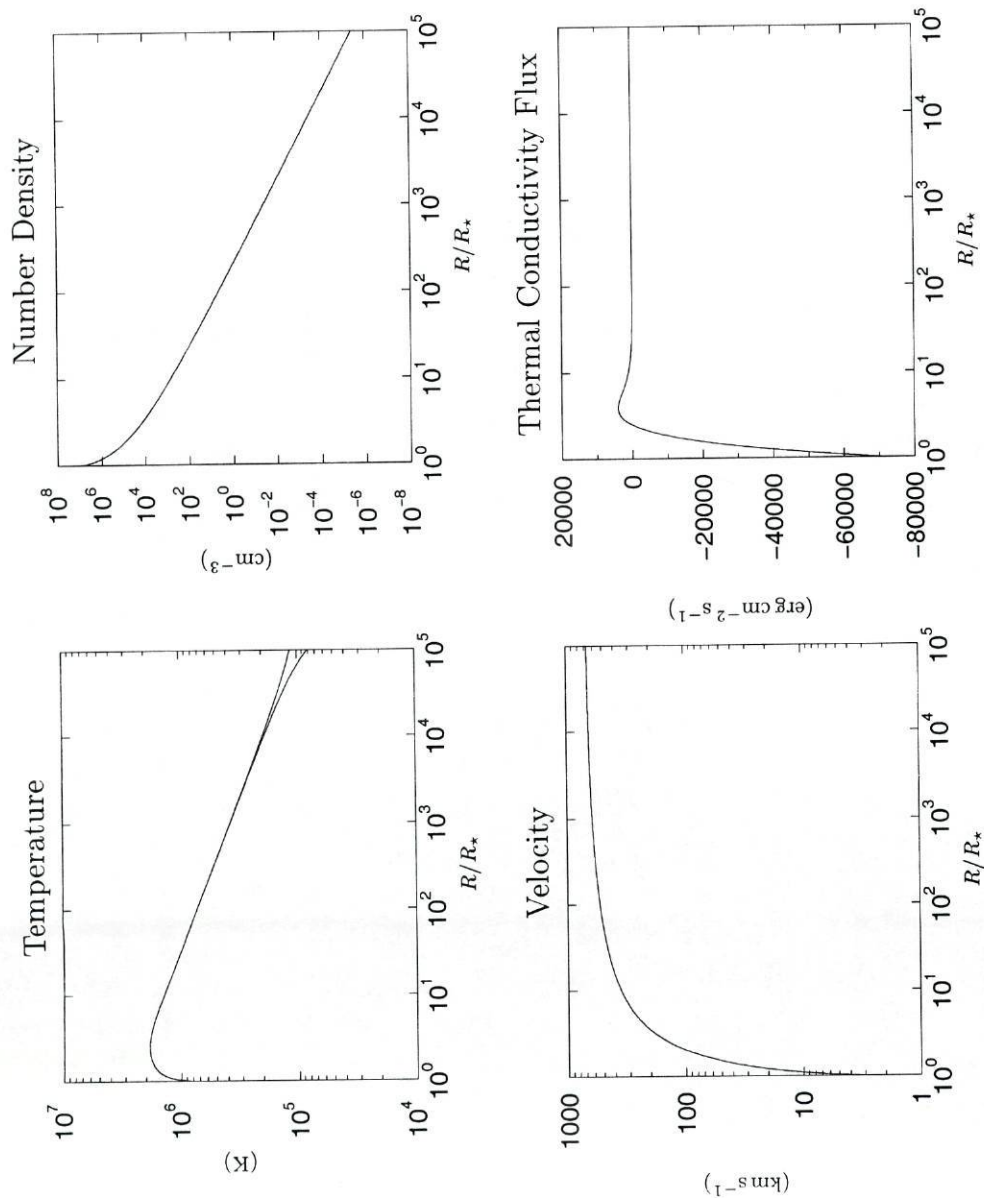 Temperature
10^7
10^6
10^5
10^4
(K)
10^0 10^1 10^2 10^3 10^4 10^5
R/R⋆
Number Density
10^8
10^6
10^4
10^2
10^0
10^−2
10^−4
10^−6
10^−8
(cm^−3)
10^0 10^1 10^2 10^3 10^4 10^5
R/R⋆
Velocity
1000
100
10
1
(km s^−1)
10^0 10^1 10^2 10^3 10^4 10^5
R/R⋆
Thermal Conductivity Flux
20000
0
−20000
−40000
−60000
−80000
(erg cm^−2 s^−1)
10^0 10^1 10^2 10^3 10^4 10^5
R/R⋆